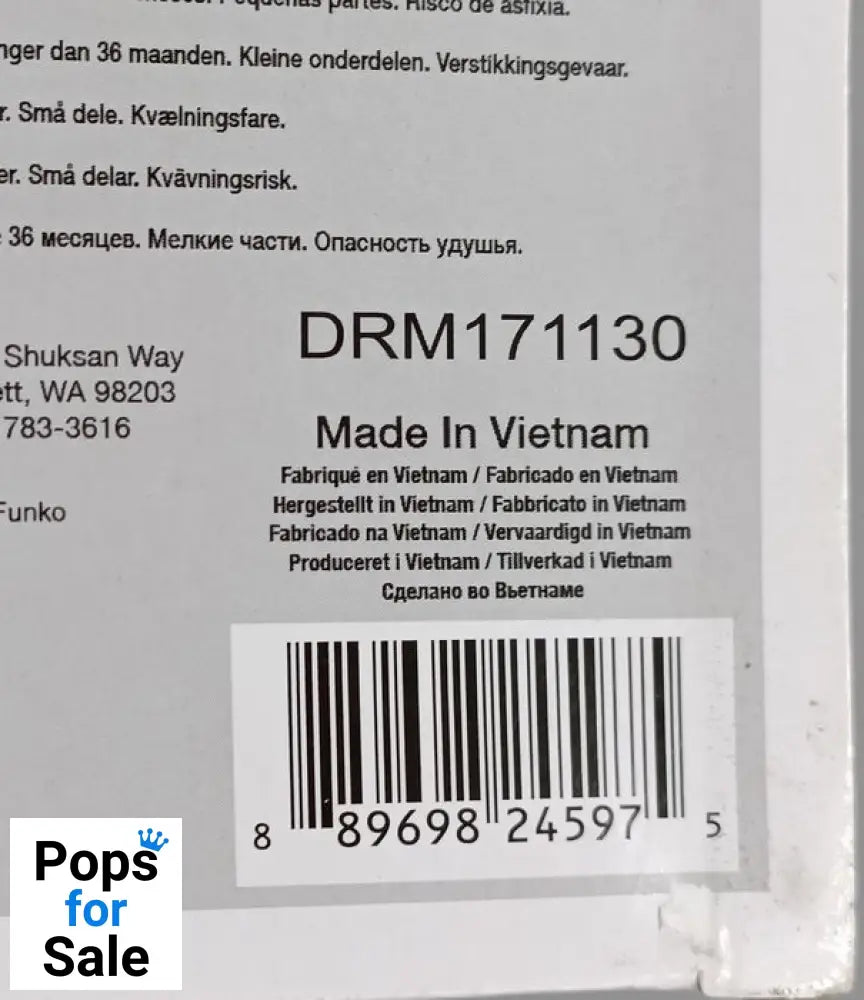 Pequenas partes. Risco de asfixia.
nger dan 36 maanden. Kleine onderdelen. Verstikkingsgevaar.
r. Små dele. Kvælningsfare.
er. Små delar. Kvävningsrisk.
36 месяцев. Мелкие части. Опасность удушья.
DRM171130
Shuksan Way
ett, WA 98203
783-3616
Made In Vietnam
Fabriqué en Vietnam / Fabricado en Vietnam
Hergestellt in Vietnam / Fabbricato in Vietnam
Funko
Fabricado na Vietnam / Vervaardigd in Vietnam
Produceret i Vietnam / Tillverkad i Vietnam
Сделано во Вьетнаме
8 89698 24597 5
Pops
for
Sale